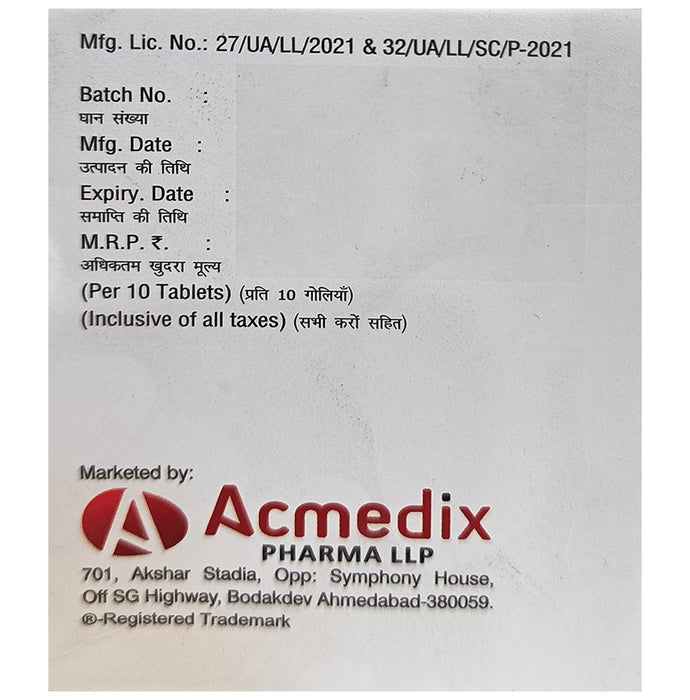 Mfg. Lic. No.: 27/UA/LL/2021 & 32/UA/LL/SC/P-2021
Batch No. :
घान संख्या
Mfg. Date :
उत्पादन की तिथि
Expiry. Date :
समाप्ति की तिथि
M.R.P. ₹. :
अधिकतम खुदरा मूल्य
(Per 10 Tablets) (प्रति 10 गोलियाँ)
(Inclusive of all taxes) (सभी करों सहित)
Marketed by:
Acmedix
PHARMA LLP
701, Akshar Stadia, Opp: Symphony House,
Off SG Highway, Bodakdev Ahmedabad-380059.
®-Registered Trademark